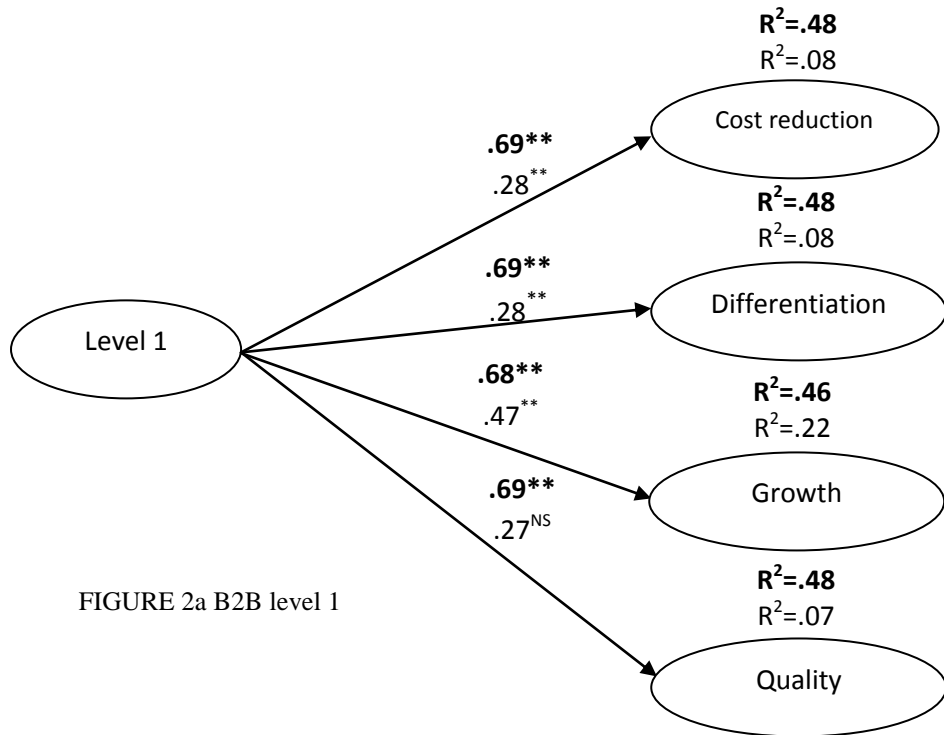 R²=.48
R²=.08
Cost reduction
.69**
.28**
R²=.48
R²=.08
.69**
.28**
Differentiation
Level 1
.68**
.47**
R²=.46
R²=.22
.69**
.27NS
Growth
R²=.48
R²=.07
FIGURE 2a B2B level 1
Quality